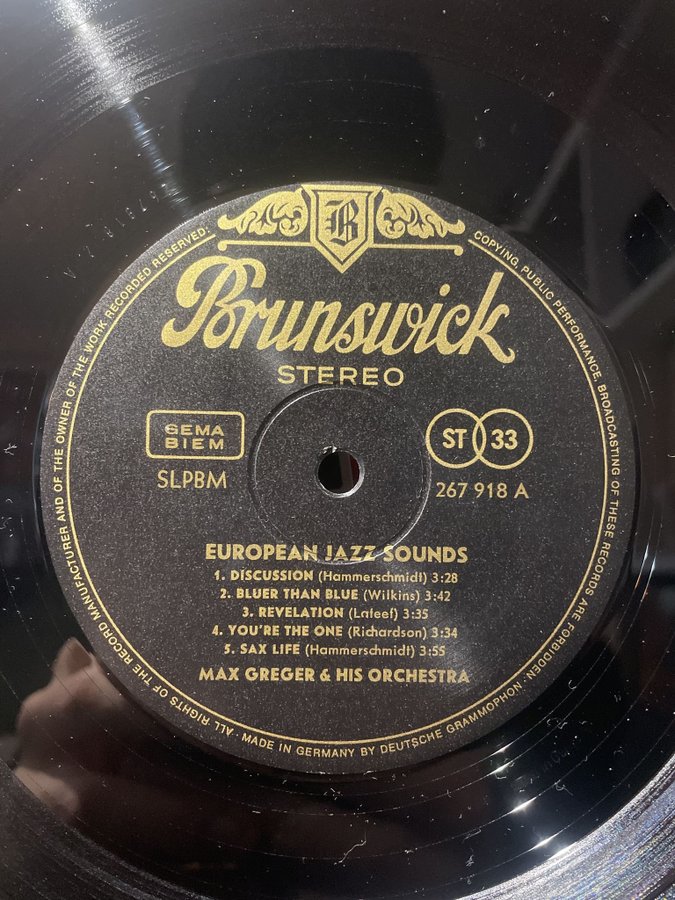 B
Brunswick
STEREO
GEMA
BIEM
SLPBM
ST 33
267 918 A
EUROPEAN JAZZ SOUNDS
1. DISCUSSION (Hammerschmidt) 3:28
2. BLUER THAN BLUE (Wilkins) 3:42
3. REVELATION (Lateef) 3:35
4. YOU'RE THE ONE (Richardson) 3:34
5. SAX LIFE (Hammerschmidt) 3:55
MAX GREGER & HIS ORCHESTRA
ALL RIGHTS OF THE RECORD MANUFACTURER AND OF THE OWNER OF THE WORK RECORDED RESERVED. COPYING, PUBLIC PERFORMANCE, BROADCASTING OF THESE RECORDS ARE FORBIDDEN · MADE IN GERMANY BY DEUTSCHE GRAMMOPHON ·